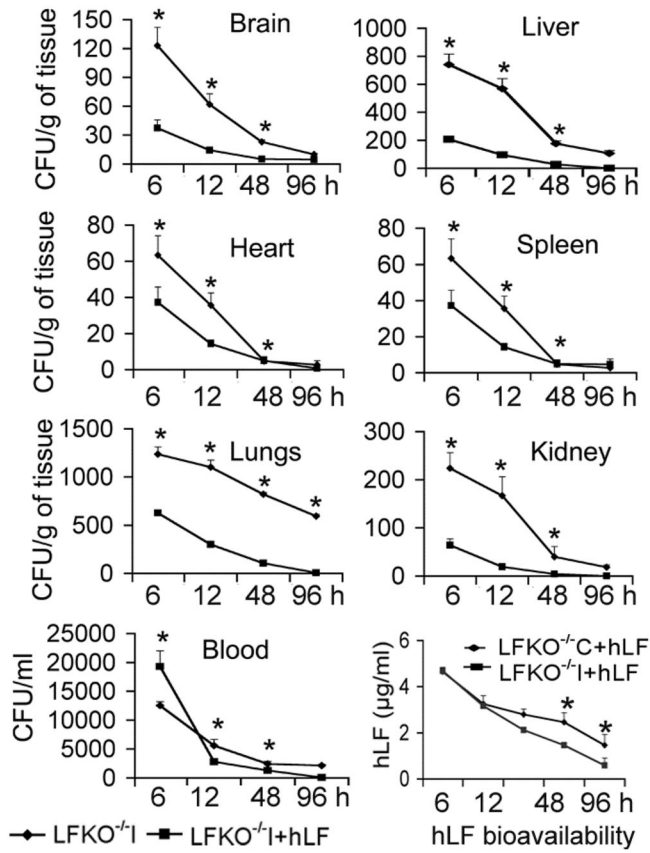 Brain
CFU/g of tissue
150
120
90
60
30
0
*
*
*
6 12 48 96 h
Liver
1000
800
600
400
200
0
*
*
*
6 12 48 96 h
Heart
CFU/g of tissue
80
60
40
20
0
*
*
*
6 12 48 96 h
Spleen
80
60
40
20
0
*
*
*
6 12 48 96 h
Lungs
CFU/g of tissue
1500
1000
500
0
*
*
*
*
6 12 48 96 h
Kidney
300
200
100
0
*
*
*
6 12 48 96 h
Blood
CFU/ml
25000
20000
15000
10000
5000
0
*
*
*
6 12 48 96 h
LFKO⁻/⁻C+hLF
LFKO⁻/⁻I+hLF
hLF (µg/ml)
6
4
2
0
*
*
6 12 48 96 h
hLF bioavailability
LFKO⁻/⁻I LFKO⁻/⁻I+hLF